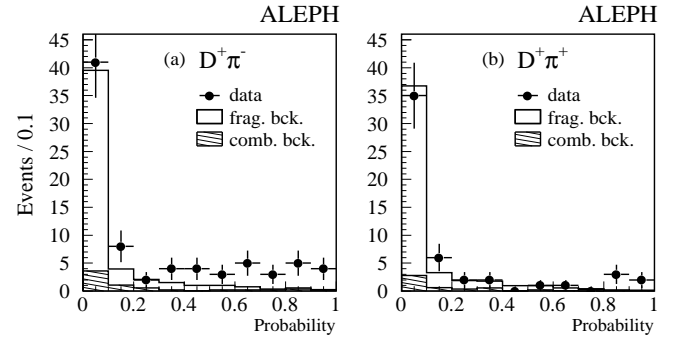 ALEPH
ALEPH
Events / 0.1
45
40
35
30
25
20
15
10
5
0
(a) D⁺π⁻
data
frag. bck.
comb. bck.
0 0.2 0.4 0.6 0.8 1
Probability
45
40
35
30
25
20
15
10
5
0
(b) D⁺π⁺
data
frag. bck.
comb. bck.
0 0.2 0.4 0.6 0.8 1
Probability